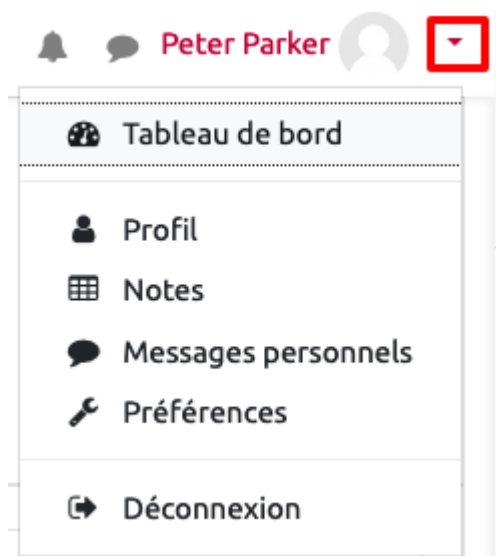 Peter Parker
Tableau de bord
Profil
Notes
Messages personnels
Préférences
Déconnexion